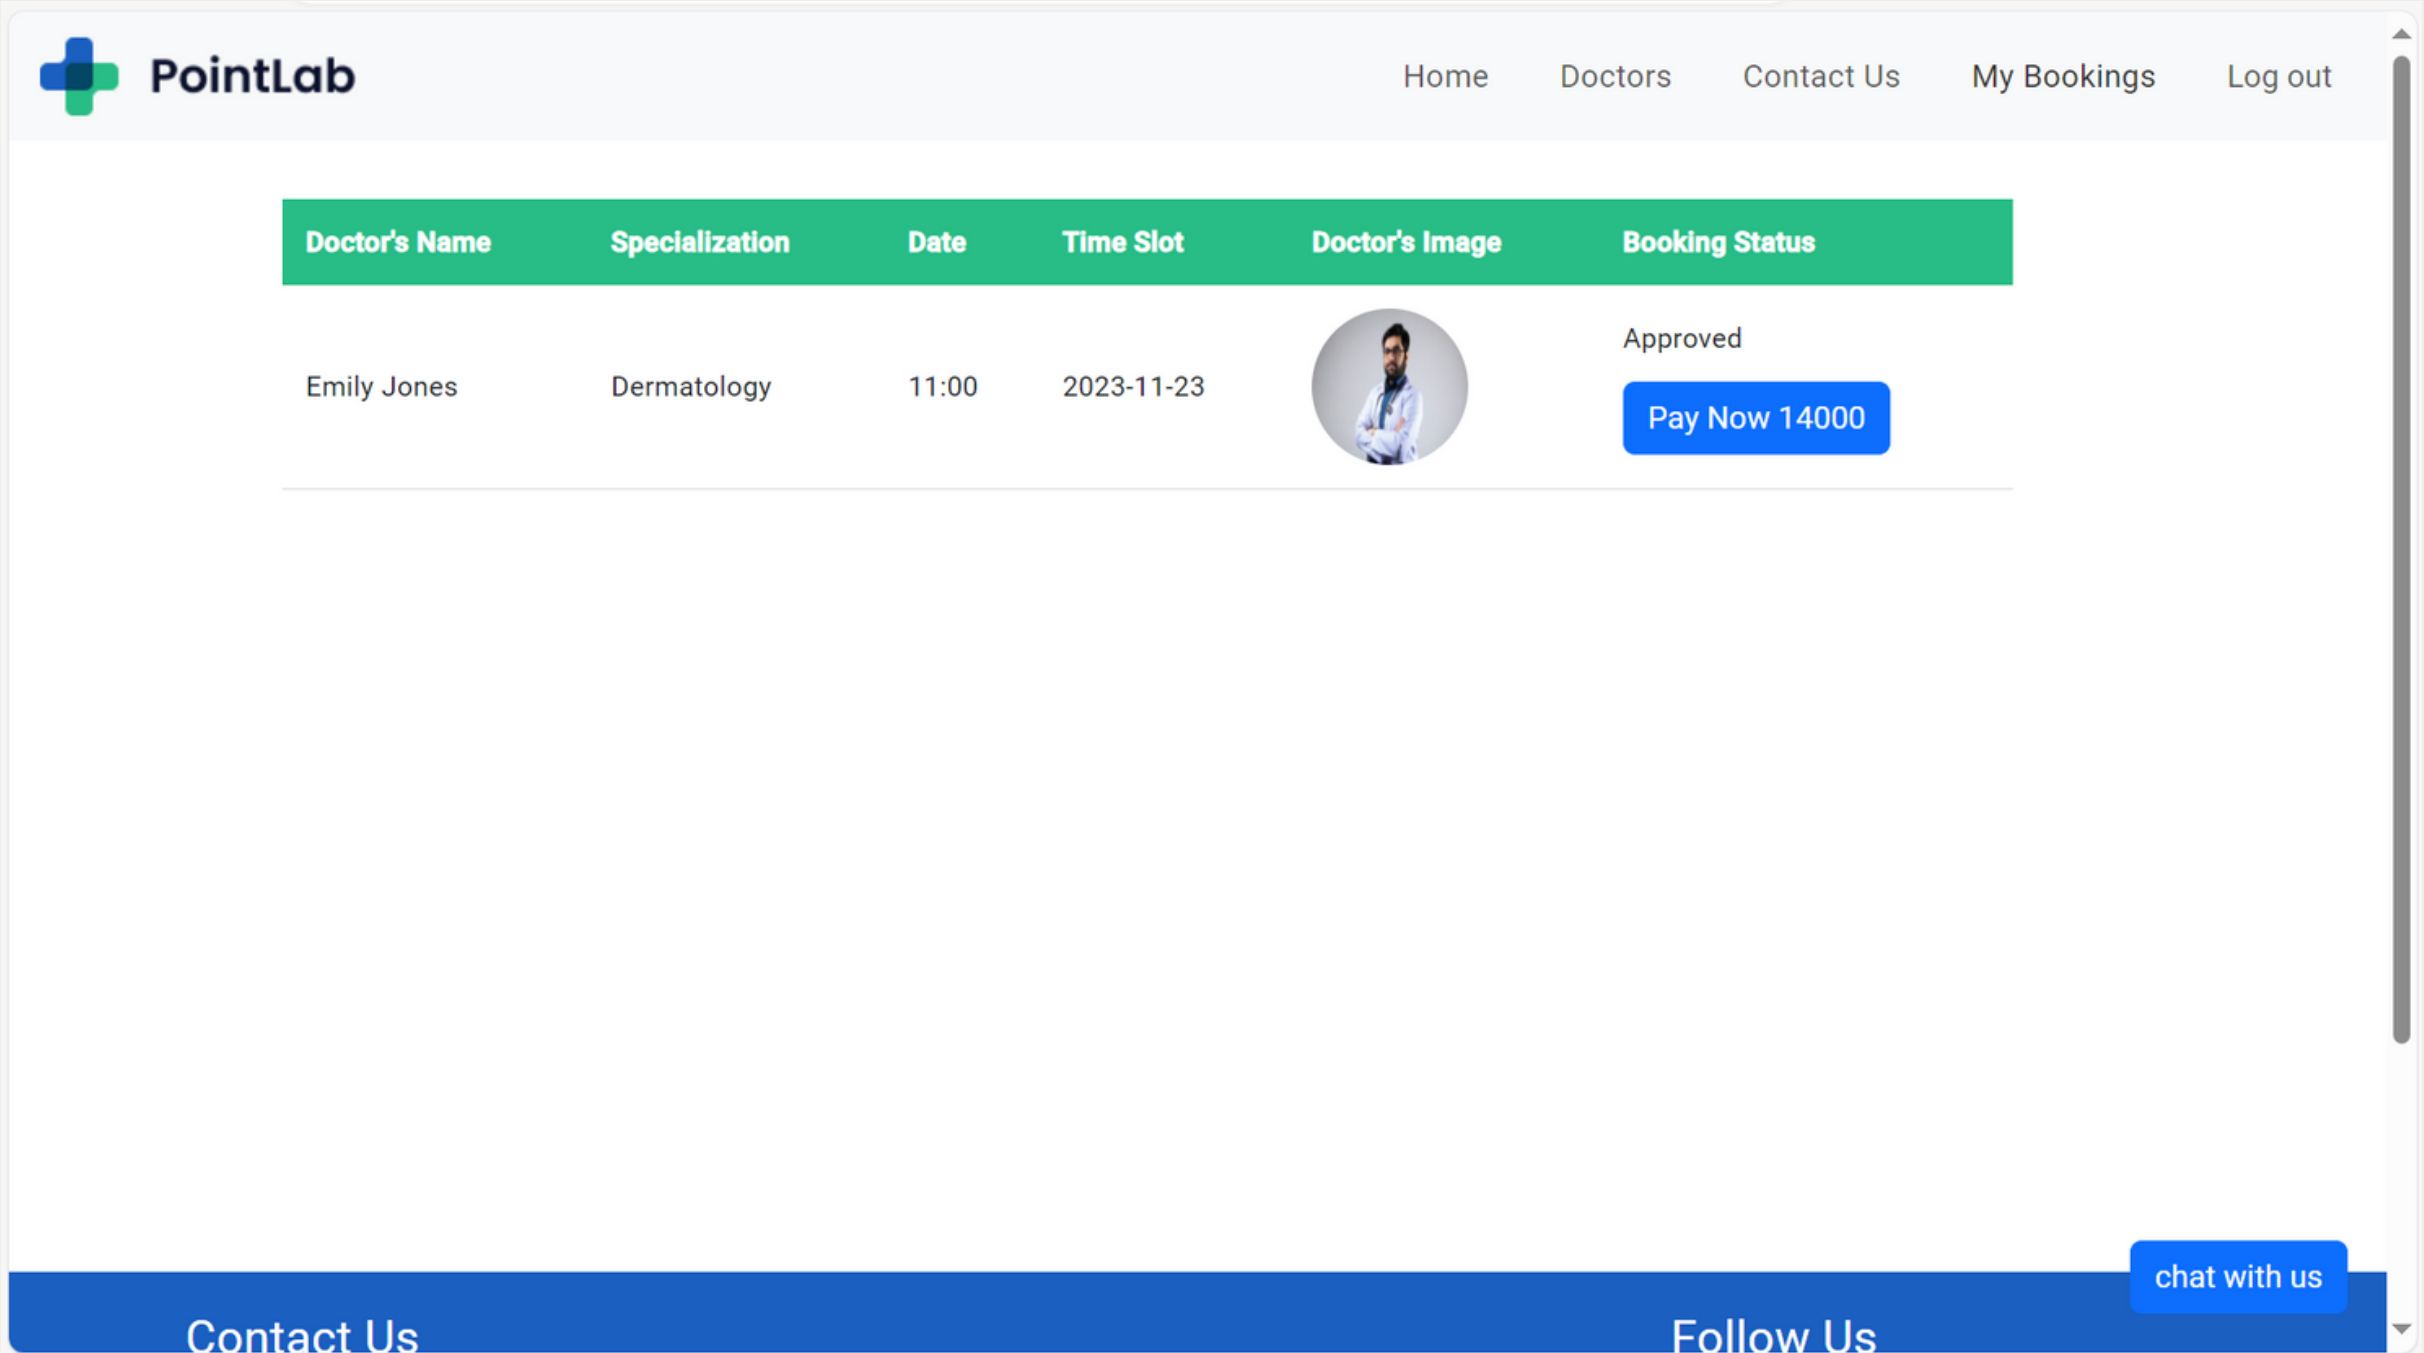 PointLab
Home Doctors Contact Us My Bookings Log out
Doctor's Name Specialization Date Time Slot Doctor's Image Booking Status
Emily Jones Dermatology 11:00 2023-11-23 Approved
Pay Now 14000
chat with us
Contact Us Follow Us